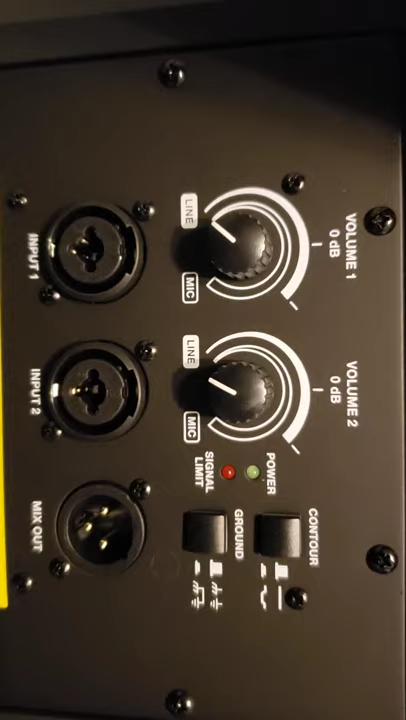 VOLUME 1
0 dB
LINE
MIC
INPUT 1
VOLUME 2
0 dB
LINE
MIC
INPUT 2
POWER
SIGNAL
LIMIT
CONTOUR
GROUND
MIX OUT